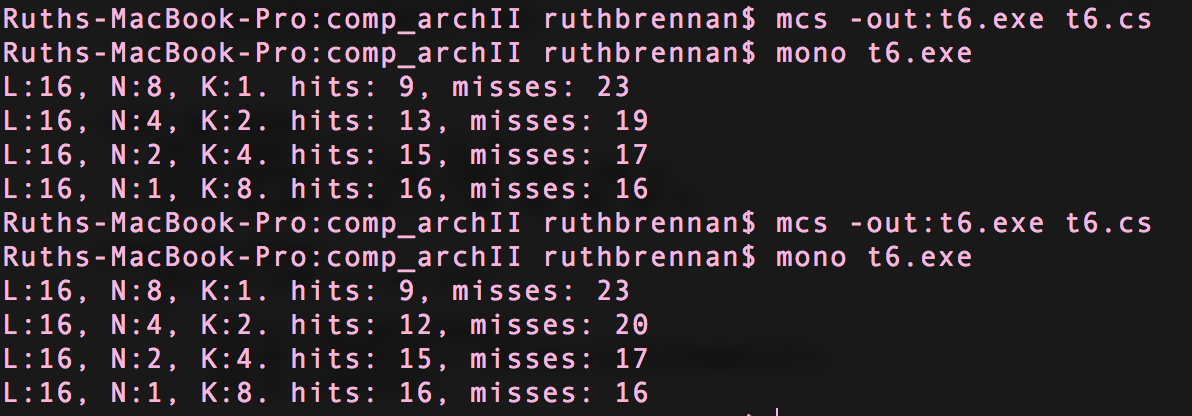 Ruths-MacBook-Pro:comp_archII ruthbrennan$ mcs -out:t6.exe t6.cs
Ruths-MacBook-Pro:comp_archII ruthbrennan$ mono t6.exe
L:16, N:8, K:1. hits: 9, misses: 23
L:16, N:4, K:2. hits: 13, misses: 19
L:16, N:2, K:4. hits: 15, misses: 17
L:16, N:1, K:8. hits: 16, misses: 16
Ruths-MacBook-Pro:comp_archII ruthbrennan$ mcs -out:t6.exe t6.cs
Ruths-MacBook-Pro:comp_archII ruthbrennan$ mono t6.exe
L:16, N:8, K:1. hits: 9, misses: 23
L:16, N:4, K:2. hits: 12, misses: 20
L:16, N:2, K:4. hits: 15, misses: 17
L:16, N:1, K:8. hits: 16, misses: 16